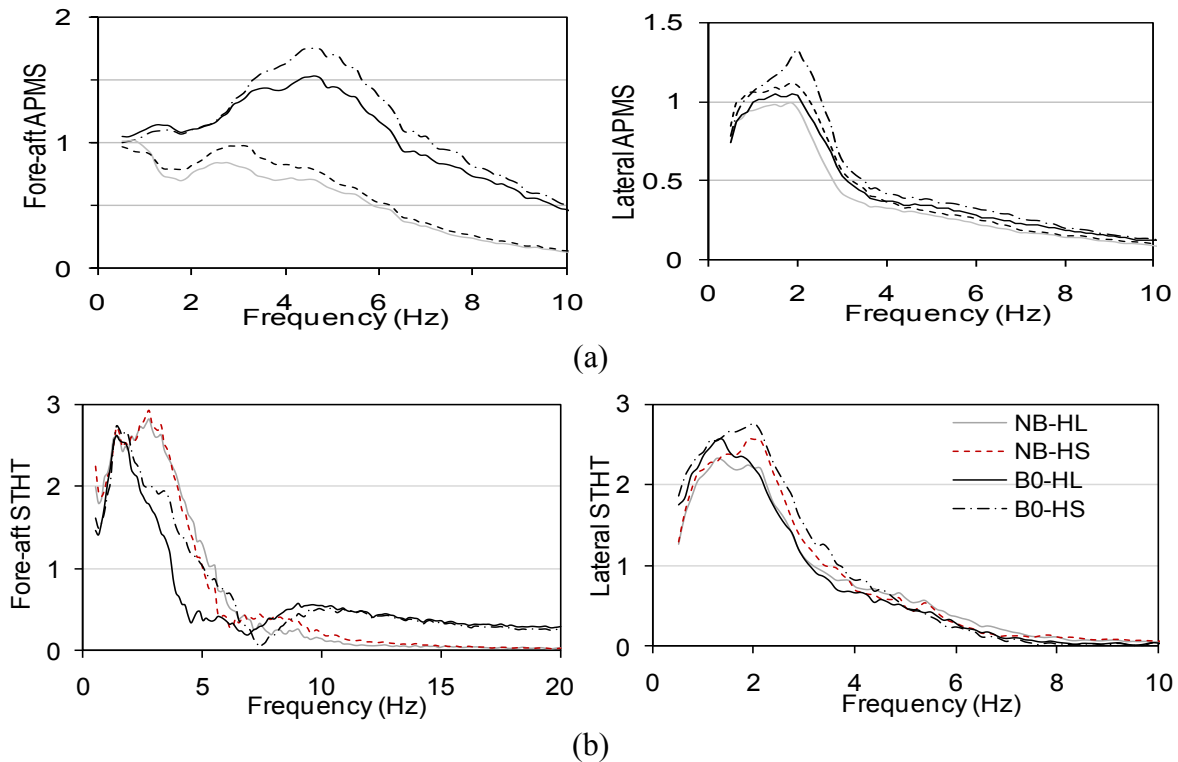 Fore-aft APMS
2
1
0
0 2 4 6 8 10
Frequency (Hz)
Lateral APMS
1.5
1
0.5
0
0 2 4 6 8 10
Frequency (Hz)
(a)
Fore-aft STHT
3
2
1
0
0 5 10 15 20
Frequency (Hz)
Lateral STHT
3
2
1
0
0 2 4 6 8 10
Frequency (Hz)
NB-HL
NB-HS
B0-HL
B0-HS
(b)